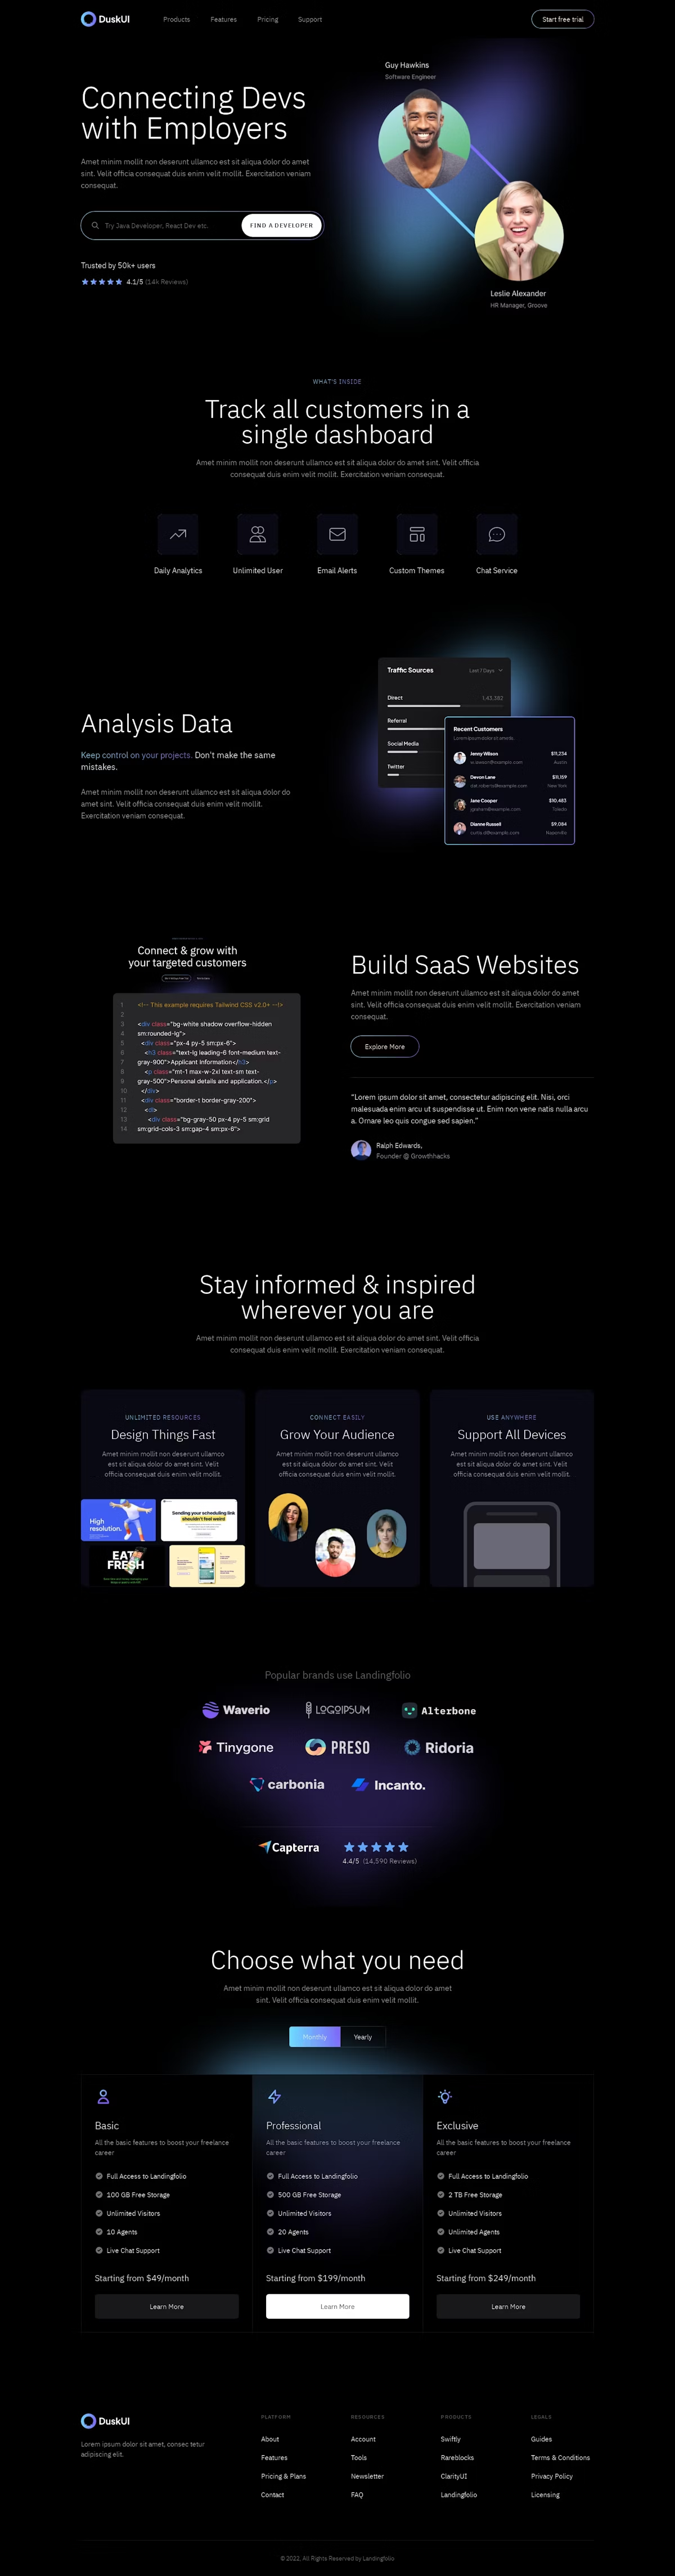 DuskUI
Products
Features
Pricing
Support
Start free trial
Guy Hawkins
Software Engineer
Connecting Devs
with Employers
Amet minim mollit non deserunt ullamco est sit aliqua dolor do amet
sint. Velit officia consequat duis enim velit mollit. Exercitation veniam
consequat.
Try Java Developer, React Dev etc.
FIND A DEVELOPER
Trusted by 50k+ users
4.1/5 (14k Reviews)
Leslie Alexander
HR Manager, Groove
WHAT'S INSIDE
Track all customers in a
single dashboard
Amet minim mollit non deserunt ullamco est sit aliqua dolor do amet sint. Velit officia
consequat duis enim velit mollit. Exercitation veniam consequat.
Daily Analytics
Unlimited User
Email Alerts
Custom Themes
Chat Service
Traffic Sources
Last 7 Days
Direct
1,43,382
Referral
Social Media
Twitter
Recent Customers
Lorem ipsum dolor sit ame tis.
Jenny Wilson
$11,234
w.lawson@example.com
Austin
Devon Lane
$11,159
dat.roberts@example.com
New York
Jane Cooper
$10,483
jgraham@example.com
Toledo
Dianne Russell
$9,084
curtis.d@example.com
Naperville
Analysis Data
Keep control on your projects. Don't make the same
mistakes.
Amet minim mollit non deserunt ullamco est sit aliqua dolor do
amet sint. Velit officia consequat duis enim velit mollit.
Exercitation veniam consequat.
Connect & grow with
your targeted customers
1 <!-- This example requires Tailwind CSS v2.0+ -->
2
3 <div class="bg-white shadow overflow-hidden
4 sm:rounded-lg">
5 <div class="px-4 py-5 sm:px-6">
6 <h3 class="text-lg leading-6 font-medium text-
7 gray-900">Applicant Information</h3>
8 <p class="mt-1 max-w-2xl text-sm text-
9 gray-500">Personal details and application.</p>
10 </div>
11 <div class="border-t border-gray-200">
12 <dl>
13 <div class="bg-gray-50 px-4 py-5 sm:grid
14 sm:grid-cols-3 sm:gap-4 sm:px-6">
Build SaaS Websites
Amet minim mollit non deserunt ullamco est sit aliqua dolor do amet
sint. Velit officia consequat duis enim velit mollit. Exercitation veniam
consequat.
Explore More
“Lorem ipsum dolor sit amet, consectetur adipiscing elit. Nisi, orci
malesuada enim arcu ut suspendisse ut. Enim non vene natis nulla arcu
a. Ornare leo quis congue sed sapien.”
Ralph Edwards,
Founder @ Growthhacks
Stay informed & inspired
wherever you are
Amet minim mollit non deserunt ullamco est sit aliqua dolor do amet sint. Velit officia
consequat duis enim velit mollit. Exercitation veniam consequat.
UNLIMITED RESOURCES
Design Things Fast
Amet minim mollit non deserunt ullamco
est sit aliqua dolor do amet sint. Velit
officia consequat duis enim velit mollit.
High
resolution.
Sending your scheduling link
shouldn't feel weird
EAT
FRESH
CONNECT EASILY
Grow Your Audience
Amet minim mollit non deserunt ullamco
est sit aliqua dolor do amet sint. Velit
officia consequat duis enim velit mollit.
USE ANYWHERE
Support All Devices
Amet minim mollit non deserunt ullamco
est sit aliqua dolor do amet sint. Velit
officia consequat duis enim velit mollit.
Popular brands use Landingfolio
Waverio
LOGOIPSUM
Alterbone
Tinygone
PRESO
Ridoria
carbonia
Incanto.
Capterra
4.4/5 (14,590 Reviews)
Choose what you need
Amet minim mollit non deserunt ullamco est sit aliqua dolor do amet
sint. Velit officia consequat duis enim velit mollit.
Monthly
Yearly
Basic
All the basic features to boost your freelance
career
Full Access to Landingfolio
100 GB Free Storage
Unlimited Visitors
10 Agents
Live Chat Support
Starting from $49/month
Learn More
Professional
All the basic features to boost your freelance
career
Full Access to Landingfolio
500 GB Free Storage
Unlimited Visitors
20 Agents
Live Chat Support
Starting from $199/month
Learn More
Exclusive
All the basic features to boost your freelance
career
Full Access to Landingfolio
2 TB Free Storage
Unlimited Visitors
Unlimited Agents
Live Chat Support
Starting from $249/month
Learn More
DuskUI
Lorem ipsum dolor sit amet, consec tetur
adipiscing elit.
PLATFORM
About
Features
Pricing & Plans
Contact
RESOURCES
Account
Tools
Newsletter
FAQ
PRODUCTS
Swiftly
Rareblocks
ClarityUI
Landingfolio
LEGALS
Guides
Terms & Conditions
Privacy Policy
Licensing
© 2022, All Rights Reserved by Landingfolio